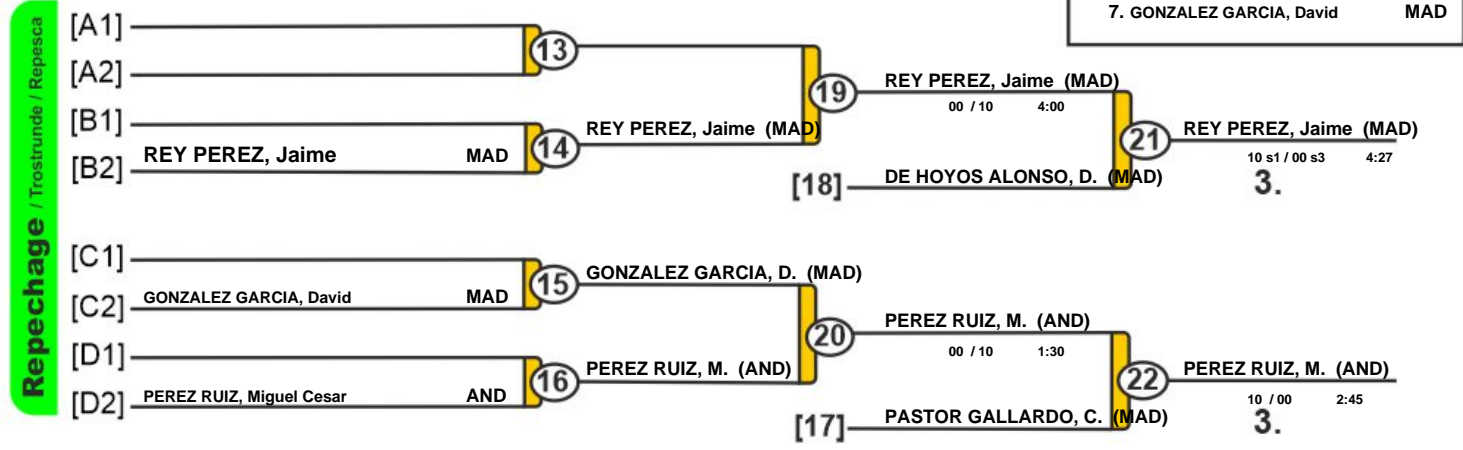 7. GONZALEZ GARCIA, David MAD
Repechage / Trostrunde / Repesca
[A1]
13
[A2]
19
REY PEREZ, Jaime (MAD)
00 / 10 4:00
[B1]
REY PEREZ, Jaime (MAD)
14
[B2]
REY PEREZ, Jaime MAD
21
REY PEREZ, Jaime (MAD)
10 s1 / 00 s3 4:27
3.
[18]
DE HOYOS ALONSO, D. (MAD)
[C1]
15
GONZALEZ GARCIA, D. (MAD)
[C2]
GONZALEZ GARCIA, David MAD
20
PEREZ RUIZ, M. (AND)
00 / 10 1:30
[D1]
16
PEREZ RUIZ, M. (AND)
[D2]
PEREZ RUIZ, Miguel Cesar AND
22
PEREZ RUIZ, M. (AND)
10 / 00 2:45
3.
[17]
PASTOR GALLARDO, C. (MAD)